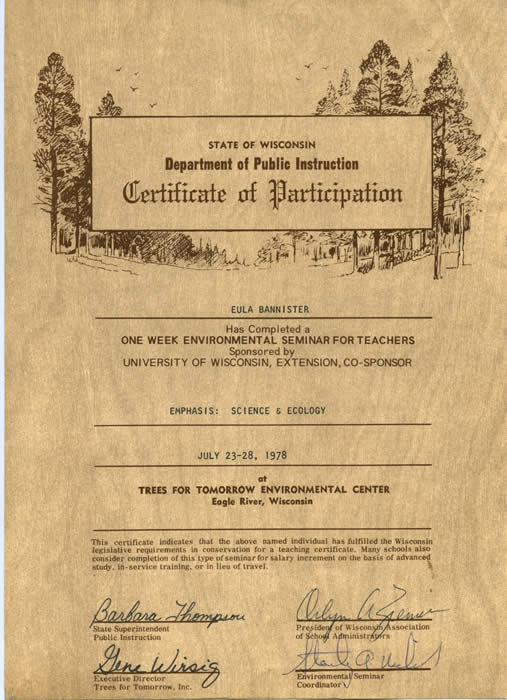 STATE OF WISCONSIN
Department of Public Instruction
Certificate of Participation
EULA BANNISTER
Has Completed a
ONE WEEK ENVIRONMENTAL SEMINAR FOR TEACHERS
Sponsored by
UNIVERSITY OF WISCONSIN, EXTENSION, CO-SPONSOR
EMPHASIS: SCIENCE & ECOLOGY
JULY 23-28, 1978
at
TREES FOR TOMORROW ENVIRONMENTAL CENTER
Eagle River, Wisconsin
This certificate indicates that the above named individual has fulfilled the Wisconsin
legislative requirements in conservation for a teaching certificate. Many schools also
consider completion of this type of seminar for salary increment on the basis of advanced
study, in-service training, or in lieu of travel.
Barbara Thompson
State Superintendent
Public Instruction
President of Wisconsin Association
of School Administrators
Gene Wirsig
Executive Director
Trees for Tomorrow, Inc.
Environmental Seminar
Coordinator